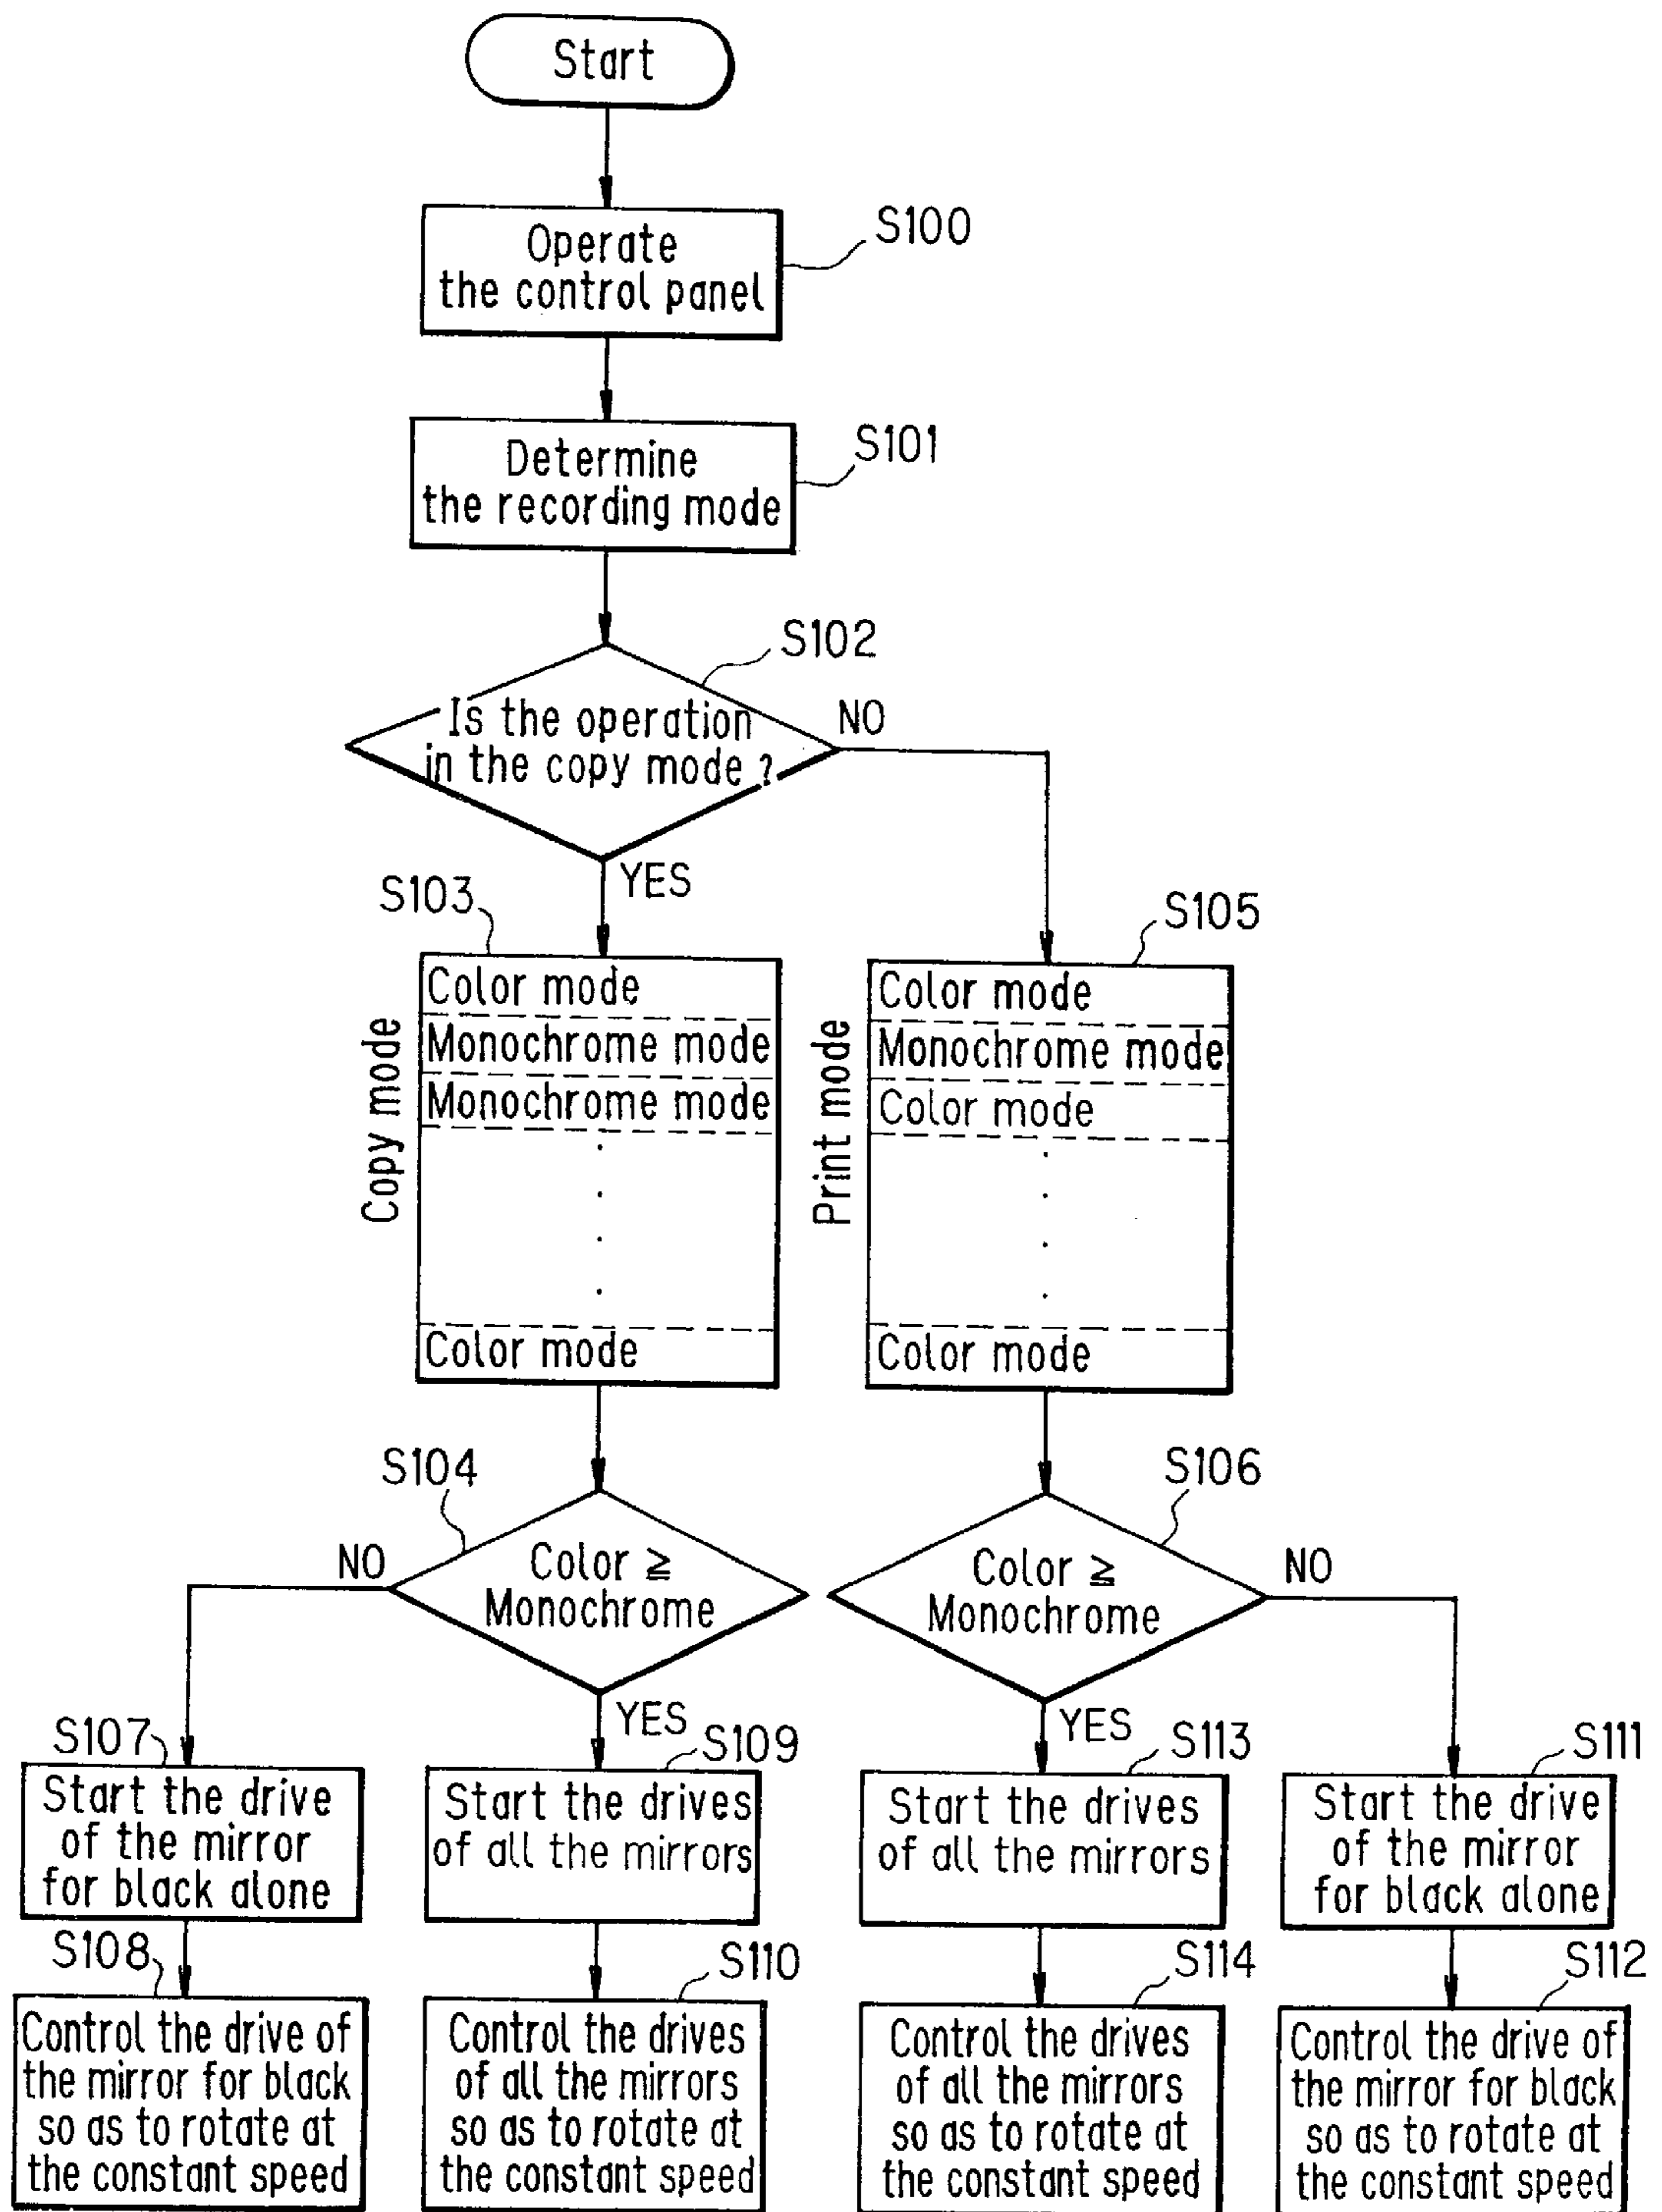 Start
Operate
the control panel
S100
Determine
the recording mode
S101
S102
Is the operation
in the copy mode ?
NO
YES
S103
Copy mode
Color mode
Monochrome mode
Monochrome mode
Color mode
S105
Print mode
Color mode
Monochrome mode
Color mode
Color mode
S104
Color ≧
Monochrome
NO
YES
S106
Color ≧
Monochrome
NO
YES
S107
Start the drive
of the mirror
for black alone
S109
Start the drives
of all the mirrors
S113
Start the drives
of all the mirrors
S111
Start the drive
of the mirror
for black alone
S108
Control the drive of
the mirror for black
so as to rotate at
the constant speed
S110
Control the drives
of all the mirrors
so as to rotate at
the constant speed
S114
Control the drives
of all the mirrors
so as to rotate at
the constant speed
S112
Control the drive of
the mirror for black
so as to rotate at
the constant speed